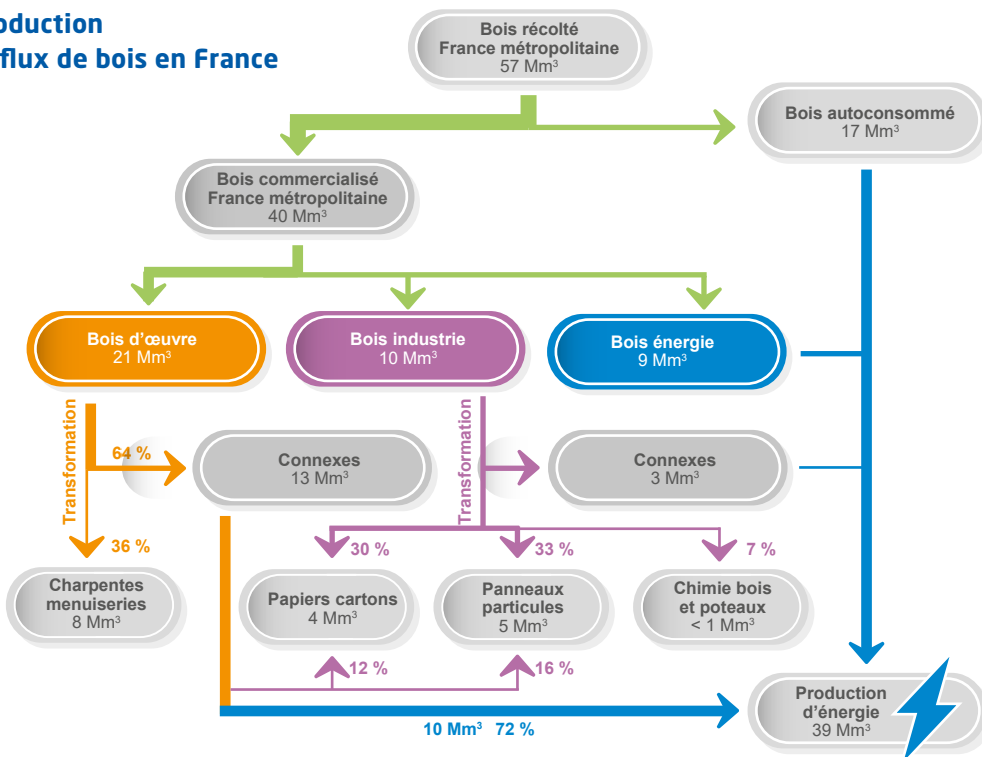 oduction
flux de bois en France
Bois récolté
France métropolitaine
57 Mm³
Bois autoconsommé
17 Mm³
Bois commercialisé
France métropolitaine
40 Mm³
Bois d'œuvre
21 Mm³
Bois industrie
10 Mm³
Bois énergie
9 Mm³
Transformation
64 %
Connexes
13 Mm³
Transformation
Connexes
3 Mm³
36 %
30 %
33 %
7 %
Charpentes
menuiseries
8 Mm³
Papiers cartons
4 Mm³
Panneaux
particules
5 Mm³
Chimie bois
et poteaux
< 1 Mm³
12 %
16 %
10 Mm³ 72 %
Production
d'énergie
39 Mm³